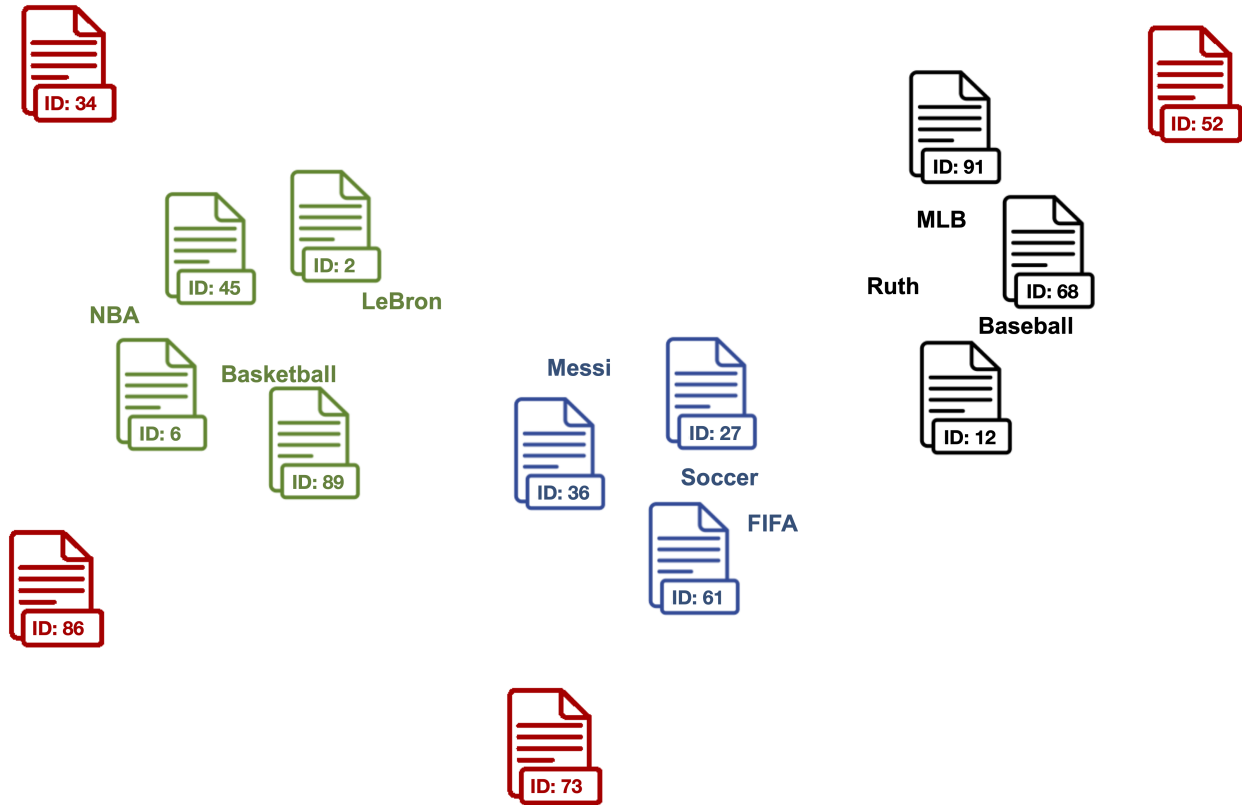 ID: 34
ID: 52
ID: 91
MLB
ID: 2
ID: 45
Ruth
ID: 68
LeBron
NBA
Baseball
Messi
Basketball
ID: 6
ID: 27
ID: 12
Soccer
ID: 89
ID: 36
FIFA
ID: 61
ID: 86
ID: 73